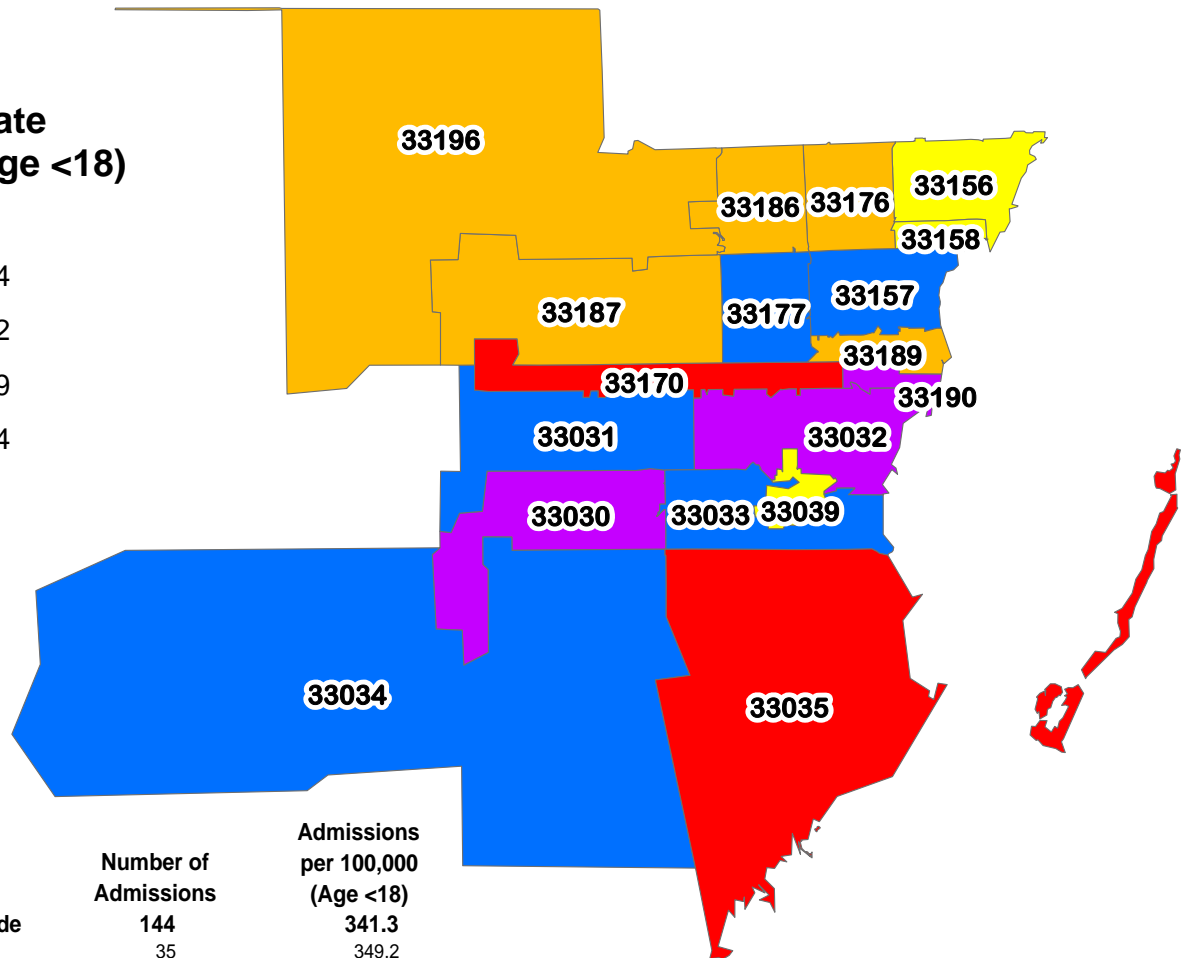 ate
ge <18)
4
2
9
4
33196
33186
33176
33156
33158
33187
33177
33157
33189
33170
33190
33031
33032
33030
33033
33039
33034
33035
Number of
Admissions
Admissions
per 100,000
(Age <18)
de 144 341.3
35 349.2